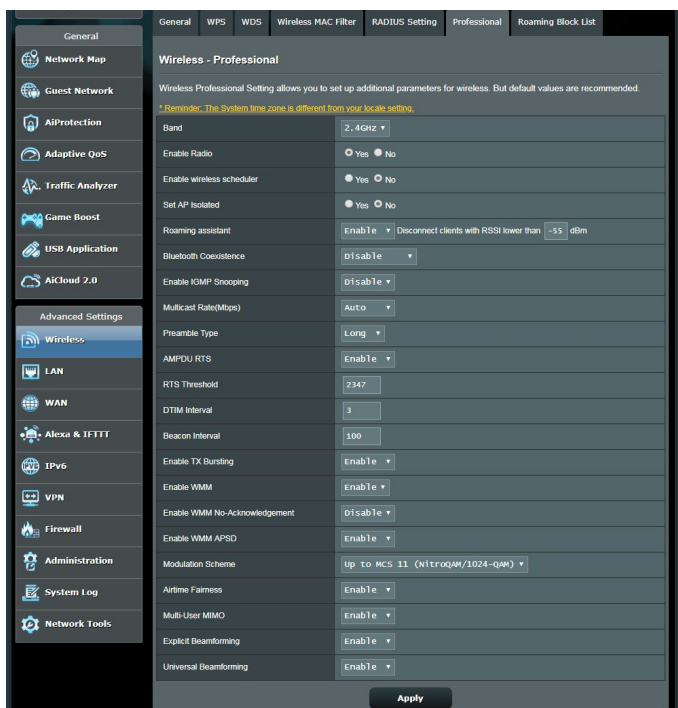 General WPS WDS Wireless MAC Filter RADIUS Setting Professional Roaming Block List
General
Network Map
Guest Network
AiProtection
Adaptive QoS
Traffic Analyzer
Game Boost
USB Application
AiCloud 2.0
Advanced Settings
Wireless
LAN
WAN
Alexa & IFTTT
IPv6
VPN
Firewall
Administration
System Log
Network Tools
Wireless - Professional
Wireless Professional Setting allows you to set up additional parameters for wireless. But default values are recommended.
* Reminder: The System time zone is different from your locale setting.
Band 2.4GHz
Enable Radio Yes No
Enable wireless scheduler Yes No
Set AP Isolated Yes No
Roaming assistant Enable Disconnect clients with RSSI lower than -55 dBm
Bluetooth Coexistence Disable
Enable IGMP Snooping Disable
Multicast Rate(Mbps) Auto
Preamble Type Long
AMPDU RTS Enable
RTS Threshold 2347
DTIM Interval 3
Beacon Interval 100
Enable TX Bursting Enable
Enable WMM Enable
Enable WMM No-Acknowledgement Disable
Enable WMM APSD Enable
Modulation Scheme Up to MCS 11 (NitroQAM/1024-QAM)
Airtime Fairness Enable
Multi-User MIMO Enable
Explicit Beamforming Enable
Universal Beamforming Enable
Apply